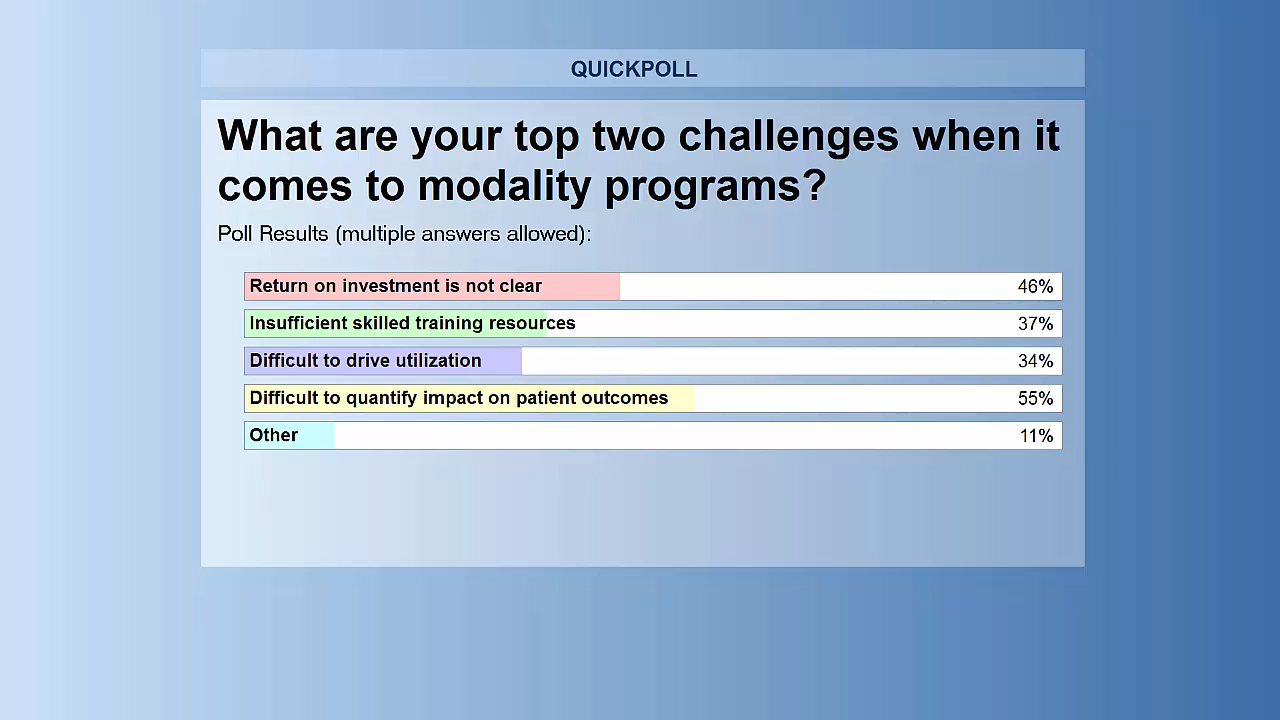 QUICKPOLL
What are your top two challenges when it
comes to modality programs?
Poll Results (multiple answers allowed):
Return on investment is not clear 46%
Insufficient skilled training resources 37%
Difficult to drive utilization 34%
Difficult to quantify impact on patient outcomes 55%
Other 11%